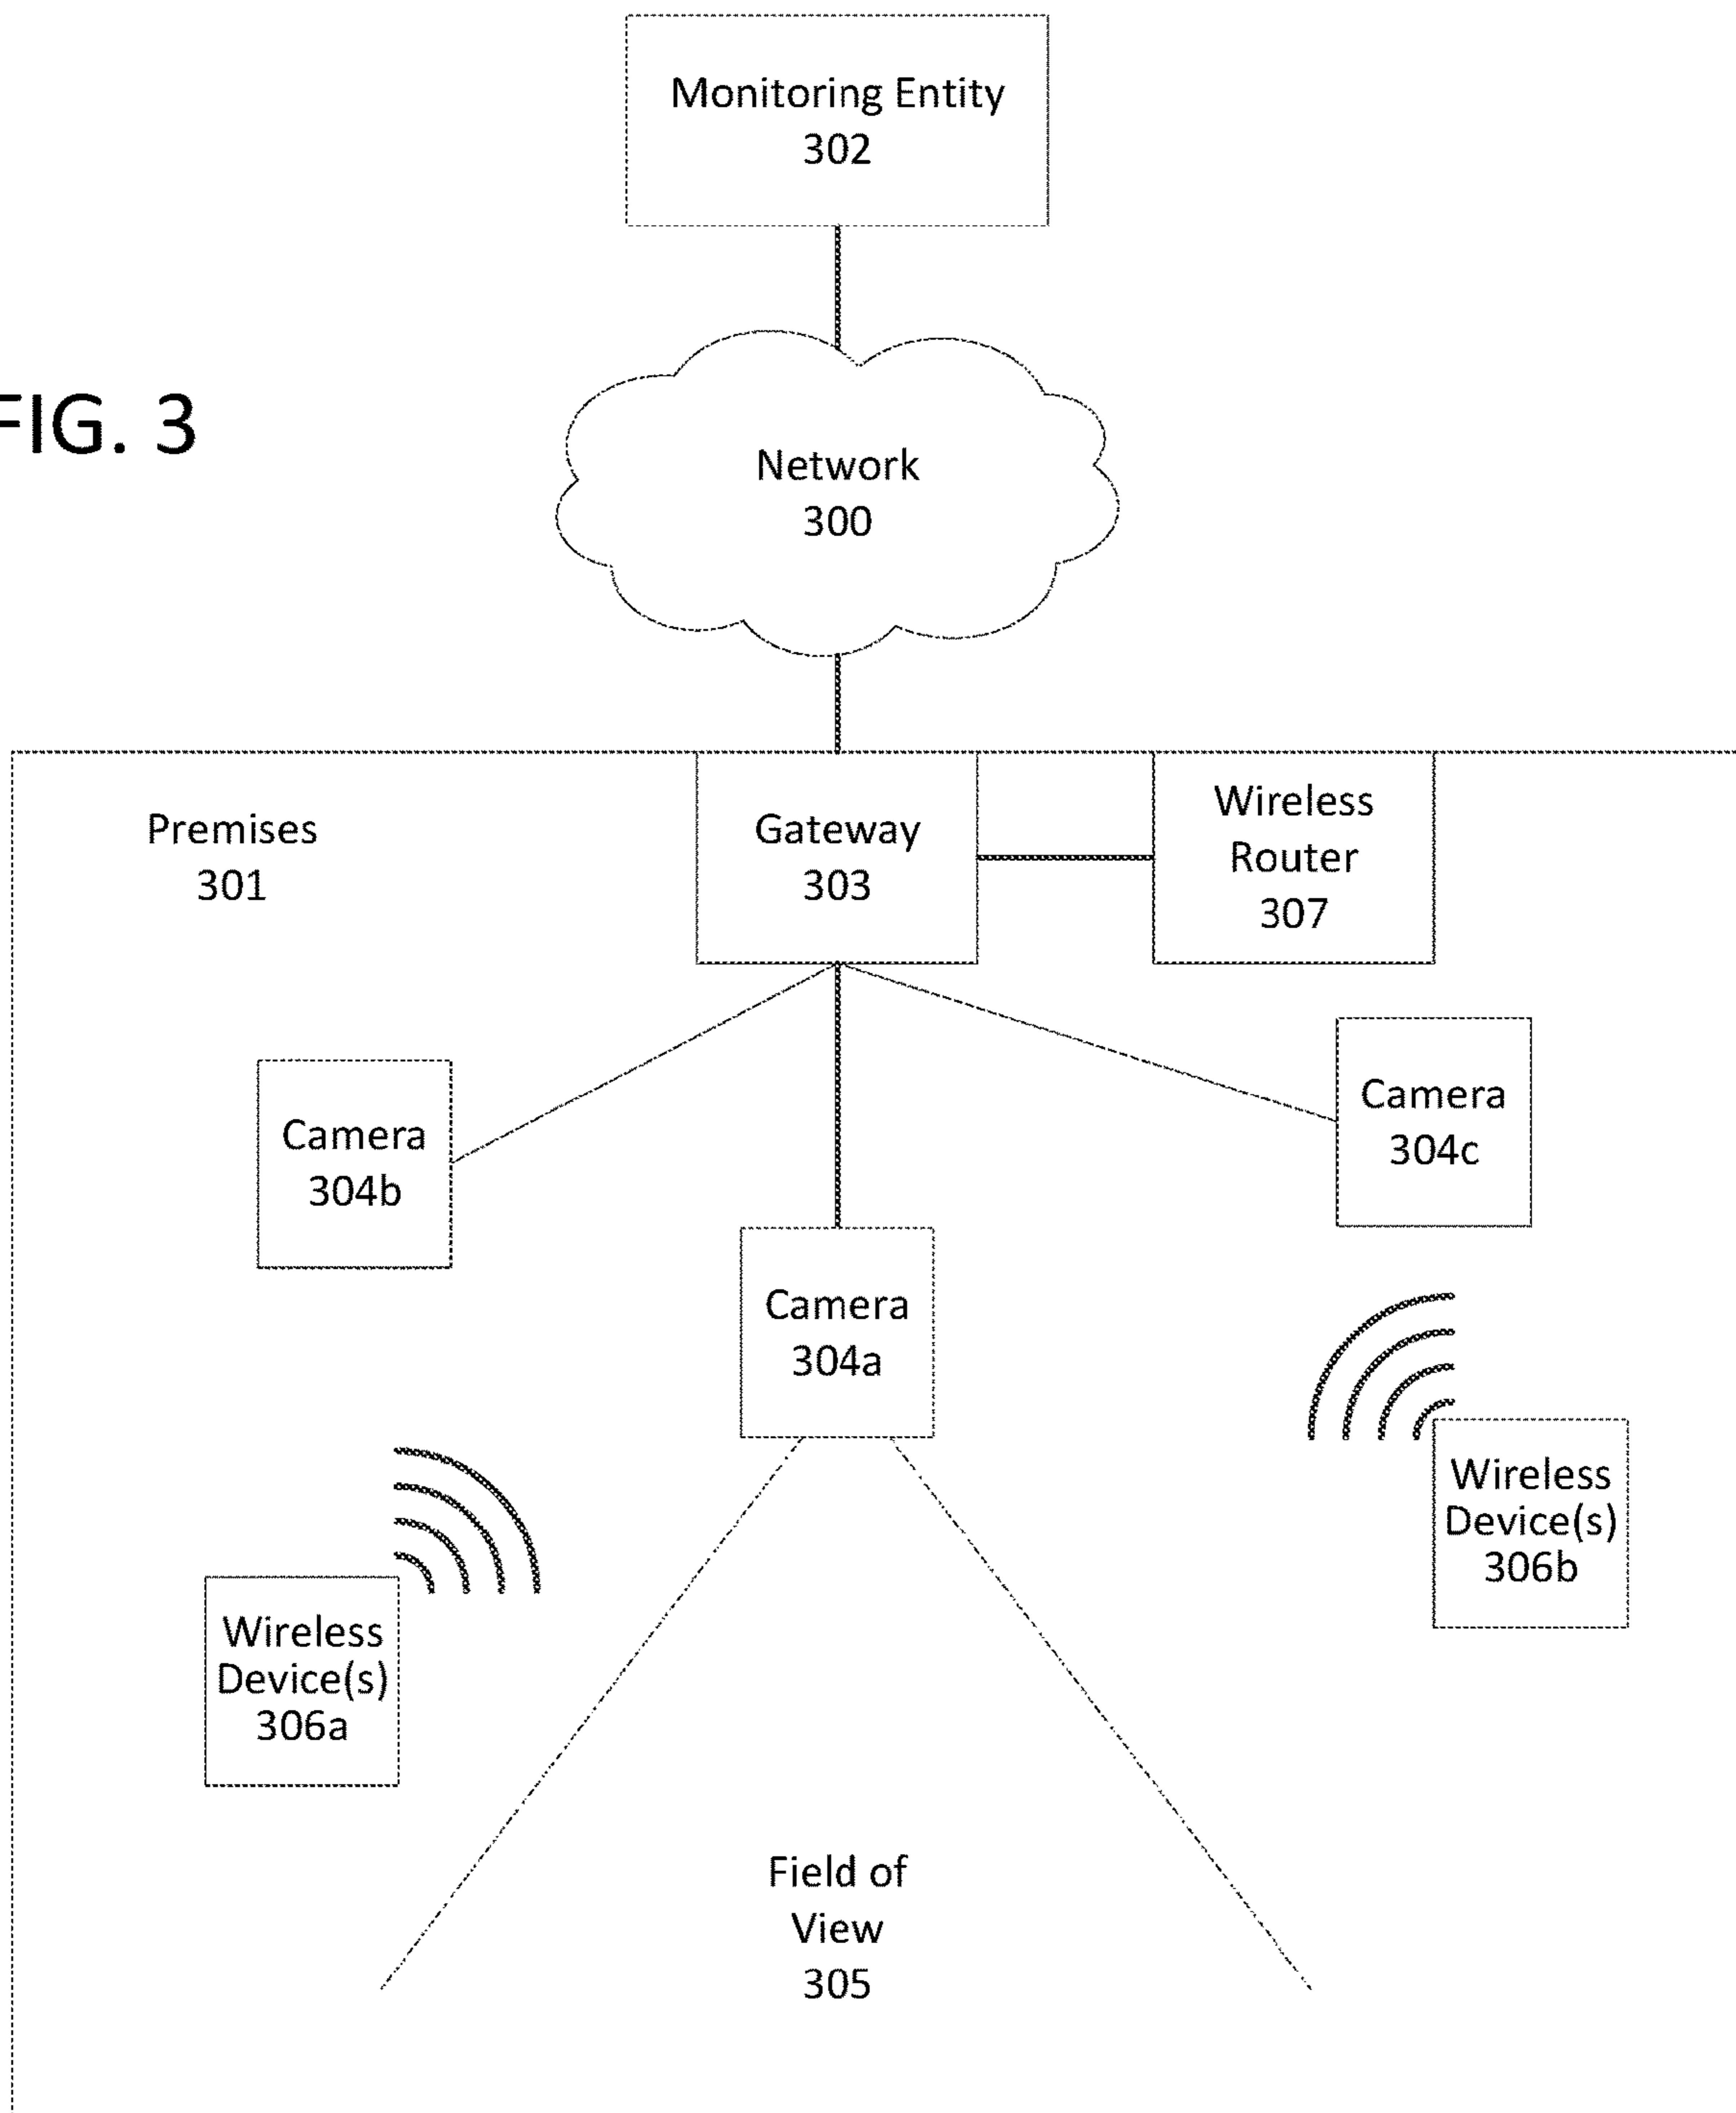 Monitoring Entity
302
FIG. 3
Network
300
Premises
301
Gateway
303
Wireless
Router
307
Camera
304b
Camera
304c
Camera
304a
Wireless
Device(s)
306b
Wireless
Device(s)
306a
Field of
View
305